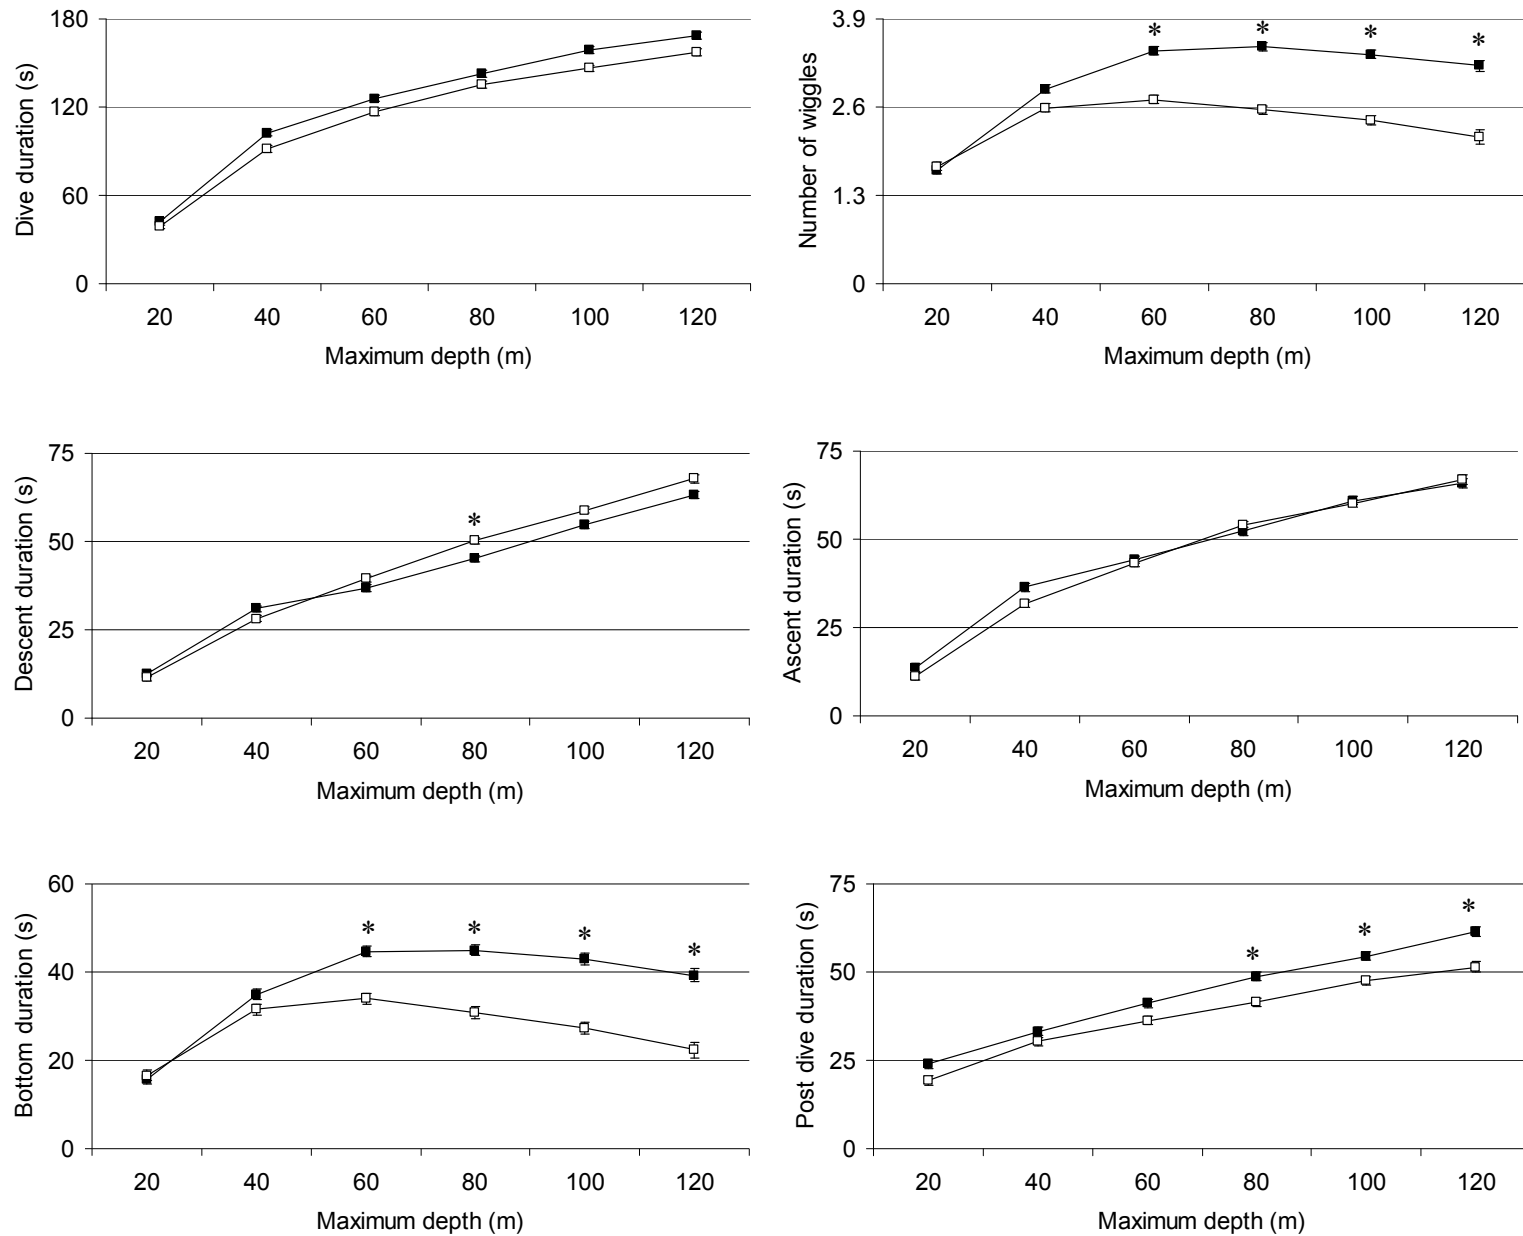 Dive duration (s)
180
120
60
0
20 40 60 80 100 120
Maximum depth (m)
Number of wiggles
3.9
2.6
1.3
0
* * * *
20 40 60 80 100 120
Maximum depth (m)
Descent duration (s)
75
50
25
0
*
20 40 60 80 100 120
Maximum depth (m)
Ascent duration (s)
75
50
25
0
20 40 60 80 100 120
Maximum depth (m)
Bottom duration (s)
60
40
20
0
* * * *
20 40 60 80 100 120
Maximum depth (m)
Post dive duration (s)
75
50
25
0
* * *
20 40 60 80 100 120
Maximum depth (m)